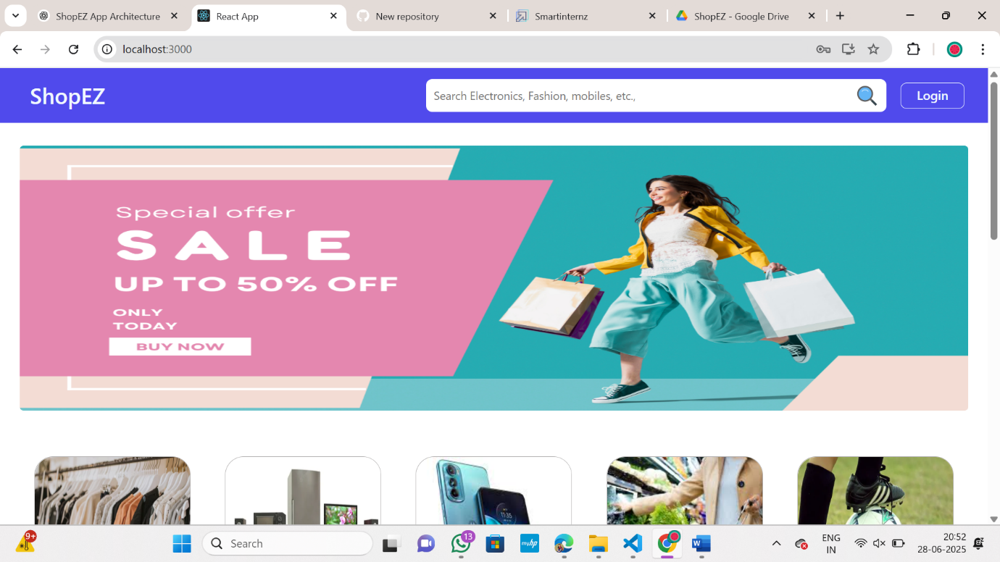 ShopEZ App Architecture
React App
New repository
Smartinternz
ShopEZ - Google Drive
localhost:3000
ShopEZ
Search Electronics, Fashion, mobiles, etc.,
Login
Special offer
SALE
UP TO 50% OFF
ONLY
TODAY
BUY NOW
9+
Search
13
myhp
ENG
IN
20:52
28-06-2025